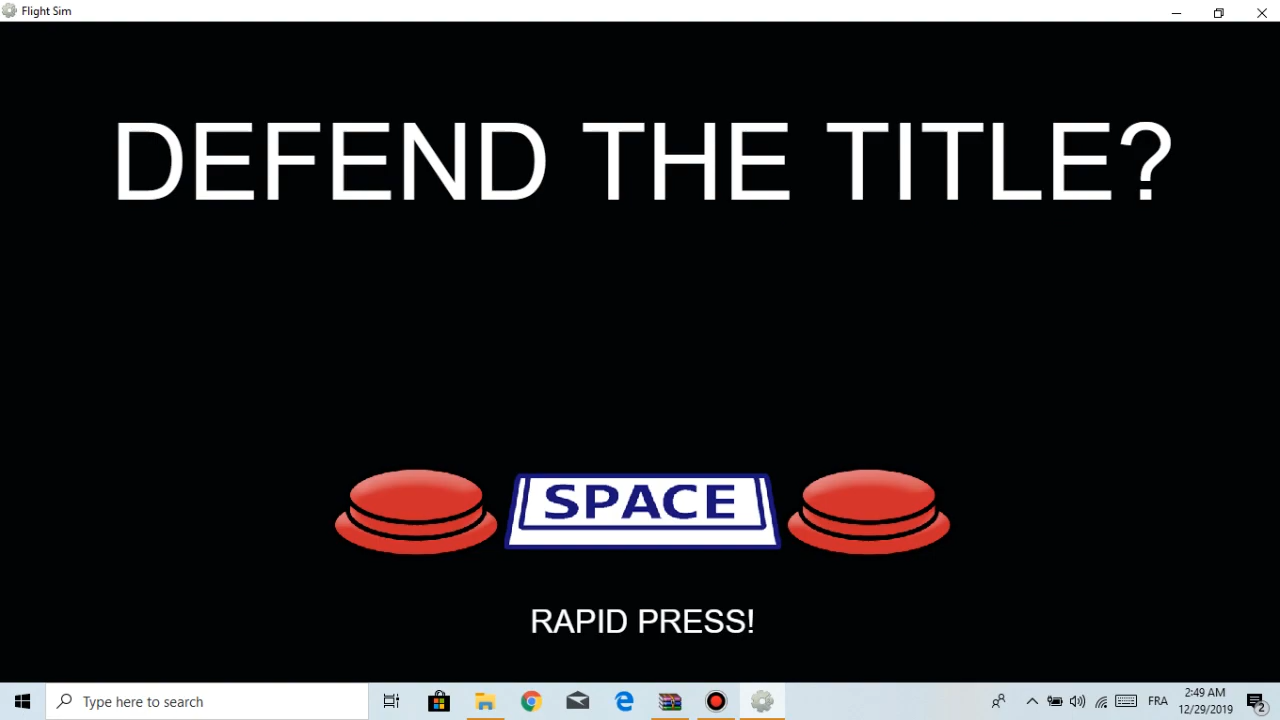 Flight Sim
DEFEND THE TITLE?
SPACE
RAPID PRESS!
Type here to search
FRA
2:49 AM
12/29/2019
2